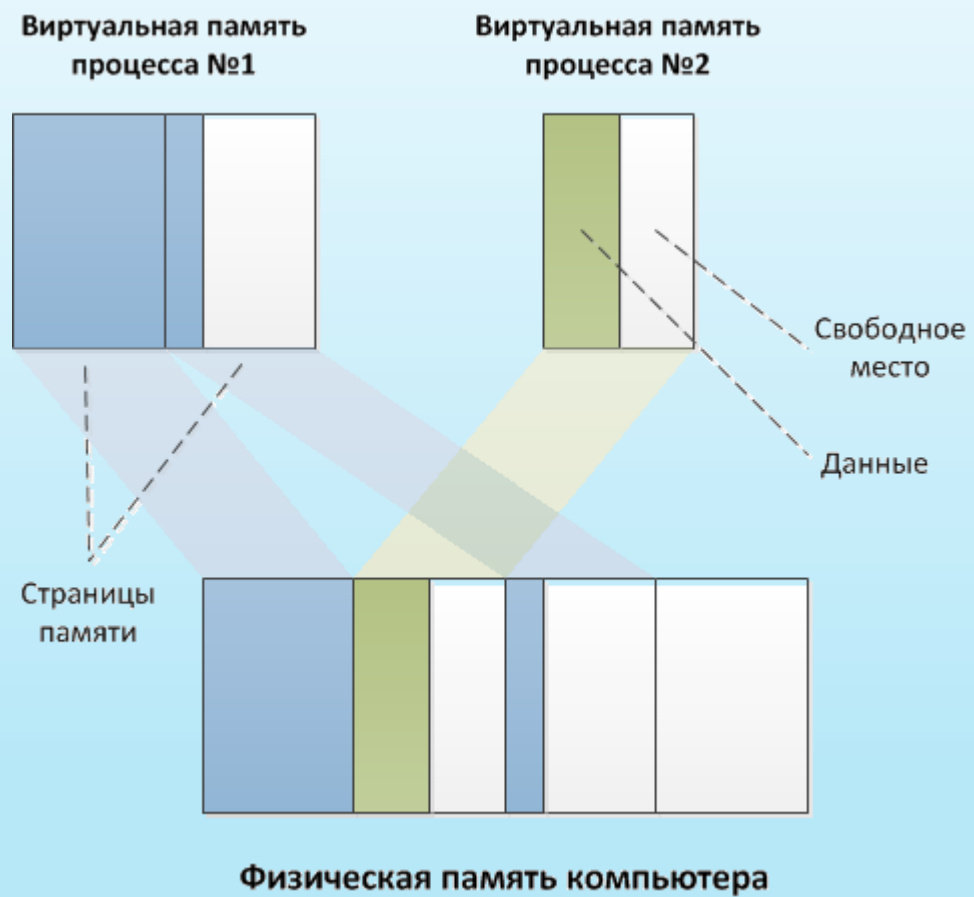 Виртуальная память
процесса №1
Виртуальная память
процесса №2
Свободное
место
Данные
Страницы
памяти
Физическая память компьютера